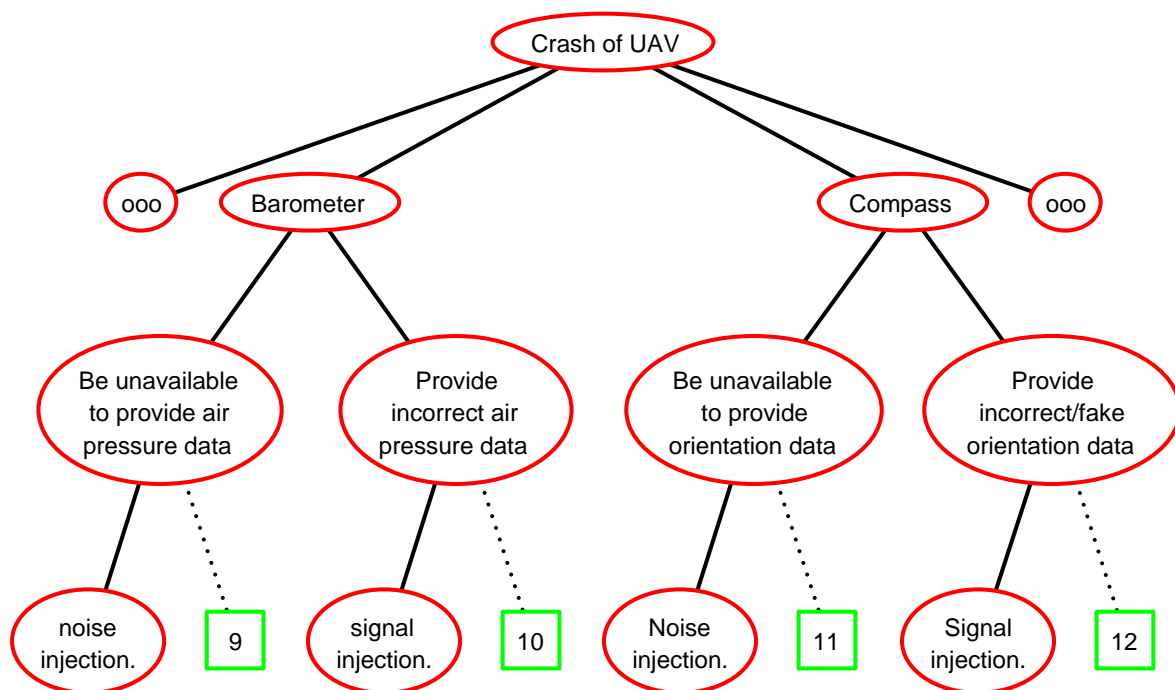 Crash of UAV
ooo
Barometer
Compass
ooo
Be unavailable
to provide air
pressure data
Provide
incorrect air
pressure data
Be unavailable
to provide
orientation data
Provide
incorrect/fake
orientation data
noise
injection.
9
signal
injection.
10
Noise
injection.
11
Signal
injection.
12